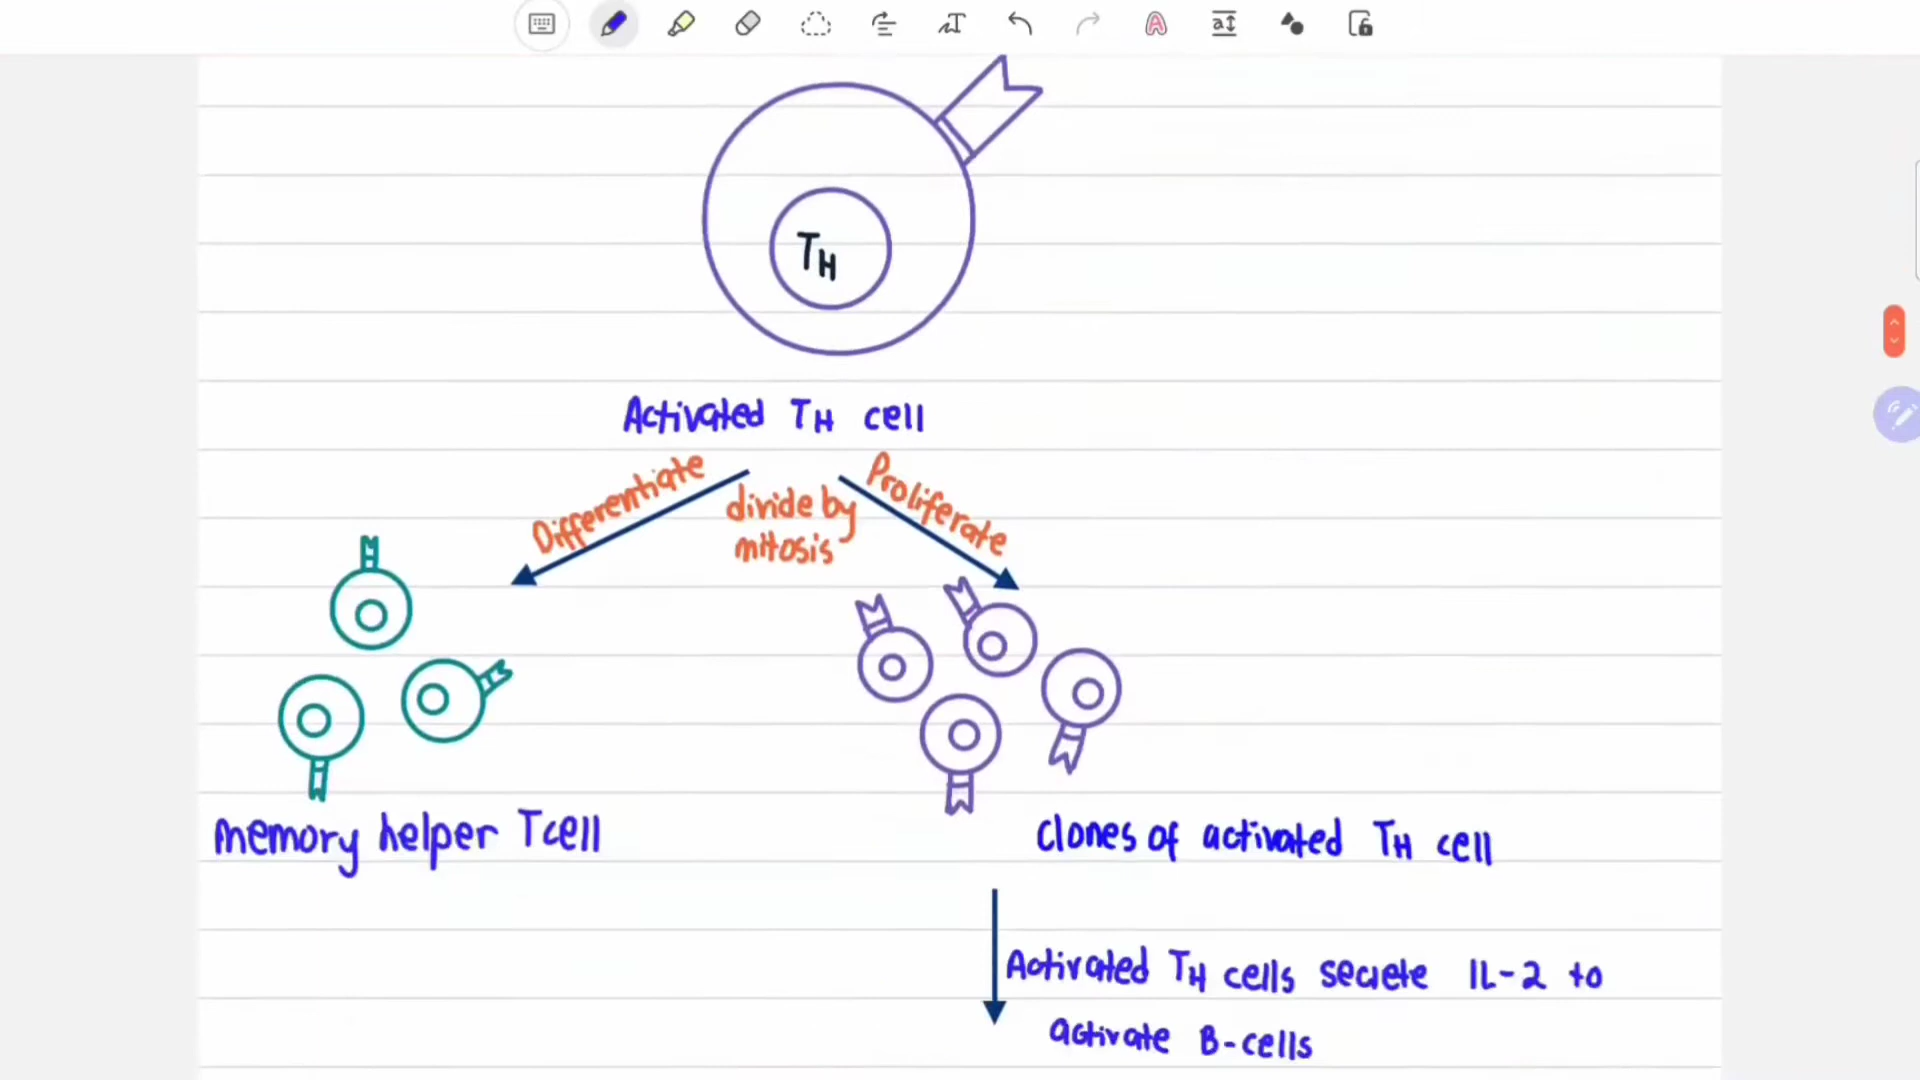 TH
Activated TH cell
Differentiate
divide by
mitosis
Proliferate
memory helper Tcell
clones of activated TH cell
Activated TH cells secrete IL-2 to
activate B-cells